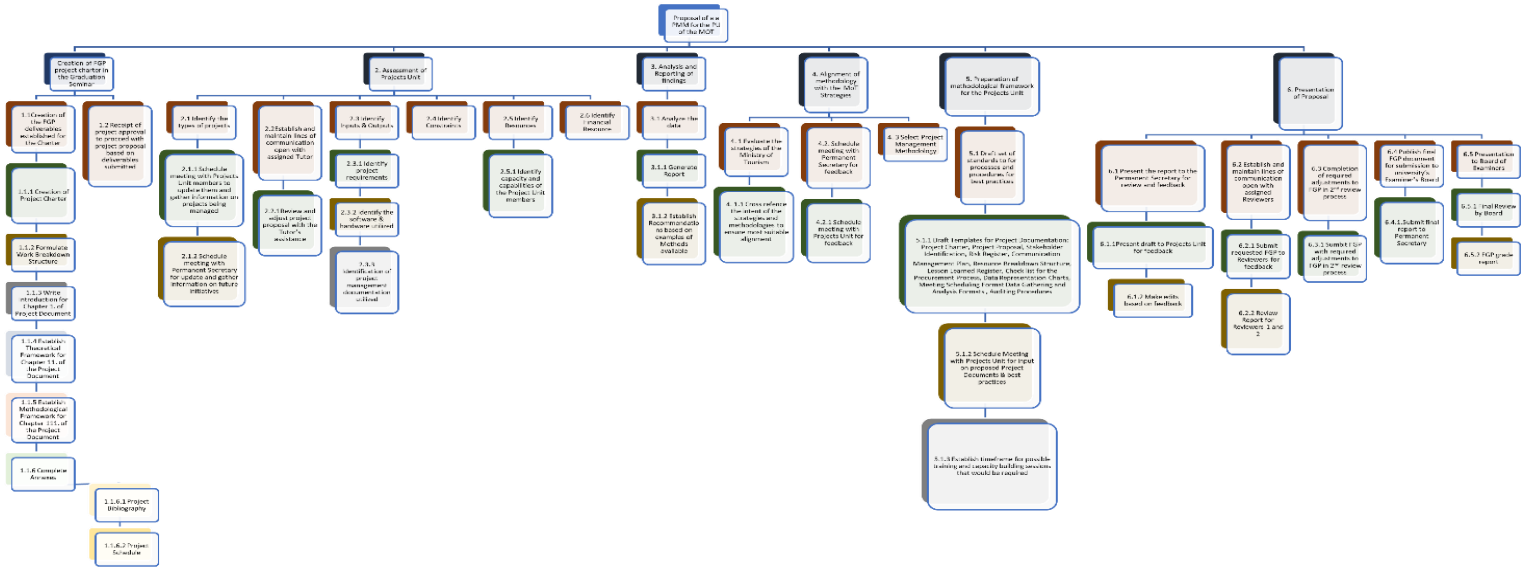 Proposal of a a
PMM for the PU
of the MOT
Creation of FGP
project charter in
the Graduation
Seminar
2. Assessment of
Projects Unit
3. Analysis and
Reporting of
findings
4. Alignment of
methodology
with the MoT
Strategies
5. Preparation of
methodological framework
for the Projects Unit
6. Presentation
of Proposal
1.1Creation of
the FGP
deliverables
established for
the Charter
1.2 Receipt of
project approval
to proceed with
project proposal
based on
deliverables
submitted
1.1.1 Creation of
Project Charter
1.1.2 Formulate
Work Breakdown
Structure
1.1.3 Write
introduction for
Chapter 1. of
Project Document
1.1.4 Establish
Theoretical
Framework for
Chapter 11. of
the Project
Document
1.1.5 Establish
Methodological
Framework for
Chapter 111. of
the Project
Document
1.1.6 Complete
Annexes
1.1.6.1 Project
Bibliography
1.1.6.2 Project
Schedule
2.1 Identify the
types of projects
2.1.1 Schedule
meeting with Projects
Unit members to
update them and
gather information on
projects being
managed
2.1.2 Schedule
meeting with
Permanent Secretary
for update and gather
information on future
initiatives
2.2Establish and
maintain lines of
communication
open with
assigned Tutor
2.2.1 Review and
adjust project
proposal with the
Tutor's
assistance
2.3 Identify
Inputs & Outputs
2.3.1 Identify
project
requirements
2.3.2 Identify the
software &
hardware utilized
2.3.3
Identification of
project
management
documentation
utilized
2.4 Identify
Constraints
2.5 Identify
Resources
2.5.1 Identify
capacity and
capabilities of
the Project Unit
members
2.6 Identify
Financial
Resource
3.1 Analyze the
data
3.1.1 Generate
Report
3.1.2 Establish
Recommendatio
ns based on
examples of
Methods
available
4.1 Evaluate the
strategies of the
Ministry of
Tourism
4.1.1 Cross refence
the intent of the
strategies and
methodologies to
ensure most suitable
alignment
4.2. Schedule
meeting with
Permanent
Secretary for
feedback
4.2.1 Schedule
meeting with
Projects Unit for
feedback
4.3 Select Project
Management
Methodology
5.1 Draft set of
standards to for
processes and
procedures for
best practices
5.1.1 Draft Templates for Project Documentation:
Project Charter, Project Proposal, Stakeholder
Identification, Risk Register, Communication
Management Plan, Resource Breakdown Structure,
Lesson Learned Register, Check list for the
Procurement Process, Data Representation Charts,
Meeting Scheduling Format Data Gathering and
Analysis Formats , Auditing Procedures
5.1.2 Schedule Meeting
with Projects Unit for input
on proposed Project
Documents & best
practices
5.1.3 Establish timeframe for possible
training and capacity building sessions
that would be required
6.1 Present the report to the
Permanent Secretary for
review and feedback
6.1.1Present draft to Projects Unit
for feedback
6.1.2 Make edits
based on feedback
6.2 Establish and
maintain lines of
communication
open with
assigned
Reviewers
6.2.1 Submit
requested FGP to
Reviewers for
feedback
6.2.2 Review
Report for
Reviewers 1 and
2
6.3 Completion
of required
adjustments to
FGP in 2nd review
process
6.3.1 Sumbit FGP
with required
adjustments to
FGP in 2nd review
process
6.4 Publish final
FGP document for
submission to
university's
Examiner's Board
6.4.1.Submit final
report to
Permanent
Secretary
6.5 Presentation
to Board of
Examiners
6.5.1 Final Review
by Board
6.5.2 FGP grade
report